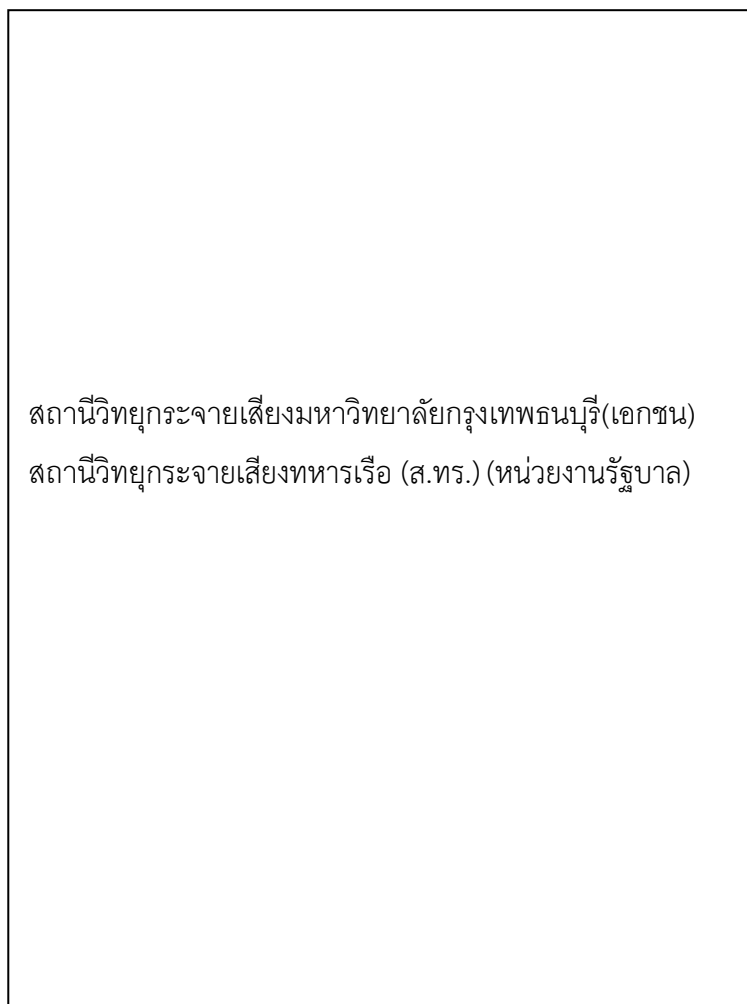 สถานีวิทยุกระจายเสียงมหาวิทยาลัยกรุงเทพธนบุรี(เอกชน)
สถานีวิทยุกระจายเสียงทหารเรือ (ส.ทร.) (หน่วยงานรัฐบาล)